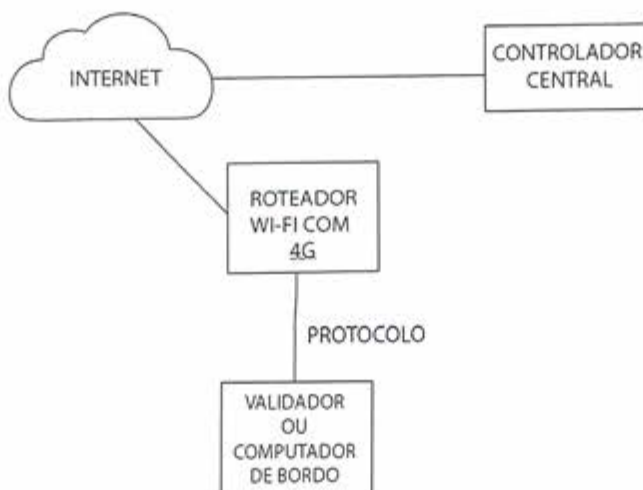 INTERNET
CONTROLADOR
CENTRAL
ROTEADOR
WI-FI COM
4G
PROTOCOLO
VALIDADOR
OU
COMPUTADOR
DE BORDO